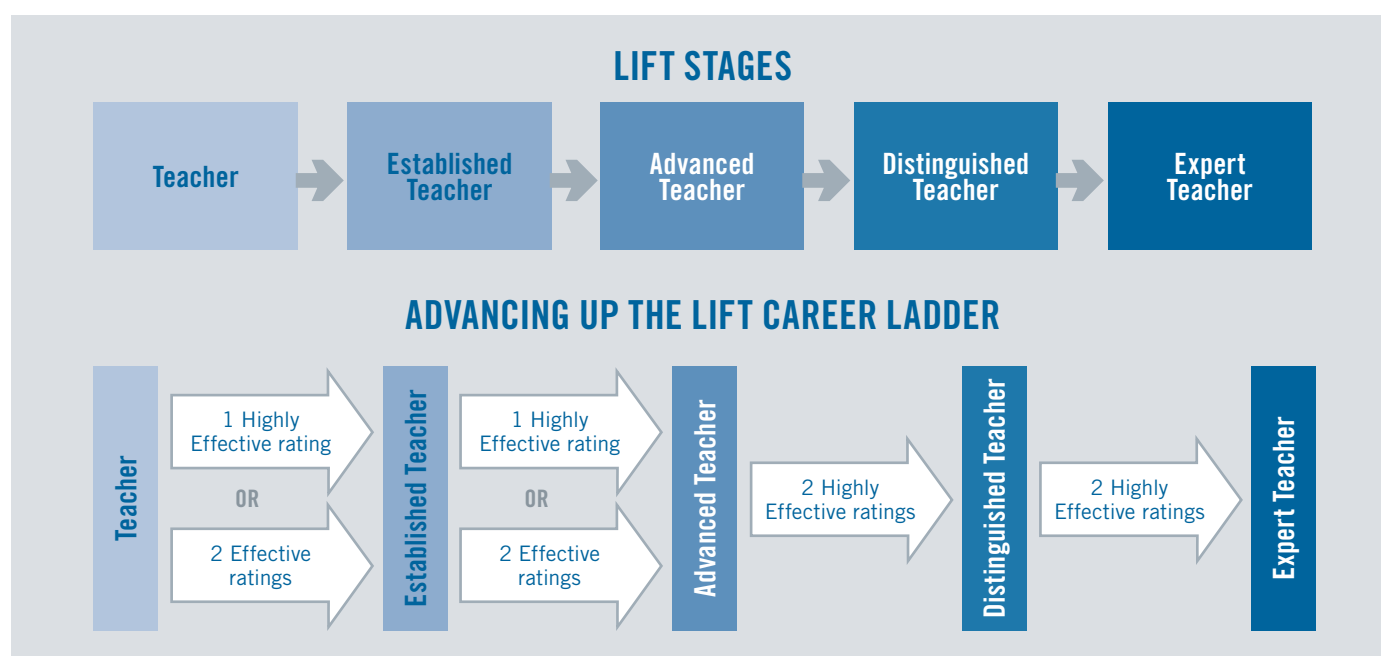 LIFT STAGES
Teacher
Established
Teacher
Advanced
Teacher
Distinguished
Teacher
Expert
Teacher
ADVANCING UP THE LIFT CAREER LADDER
Teacher
1 Highly
Effective rating
OR
2 Effective
ratings
Established Teacher
1 Highly
Effective rating
OR
2 Effective
ratings
Advanced Teacher
2 Highly
Effective ratings
Distinguished Teacher
2 Highly
Effective ratings
Expert Teacher